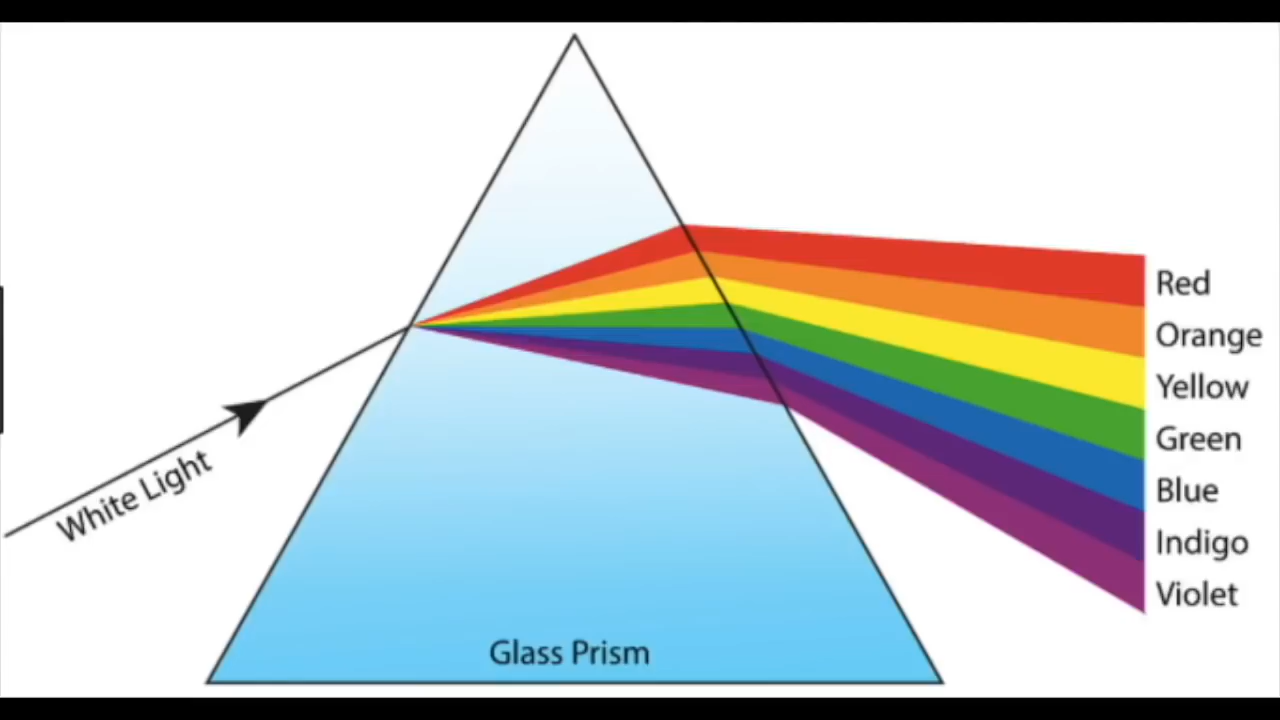 White Light
Glass Prism
Red
Orange
Yellow
Green
Blue
Indigo
Violet